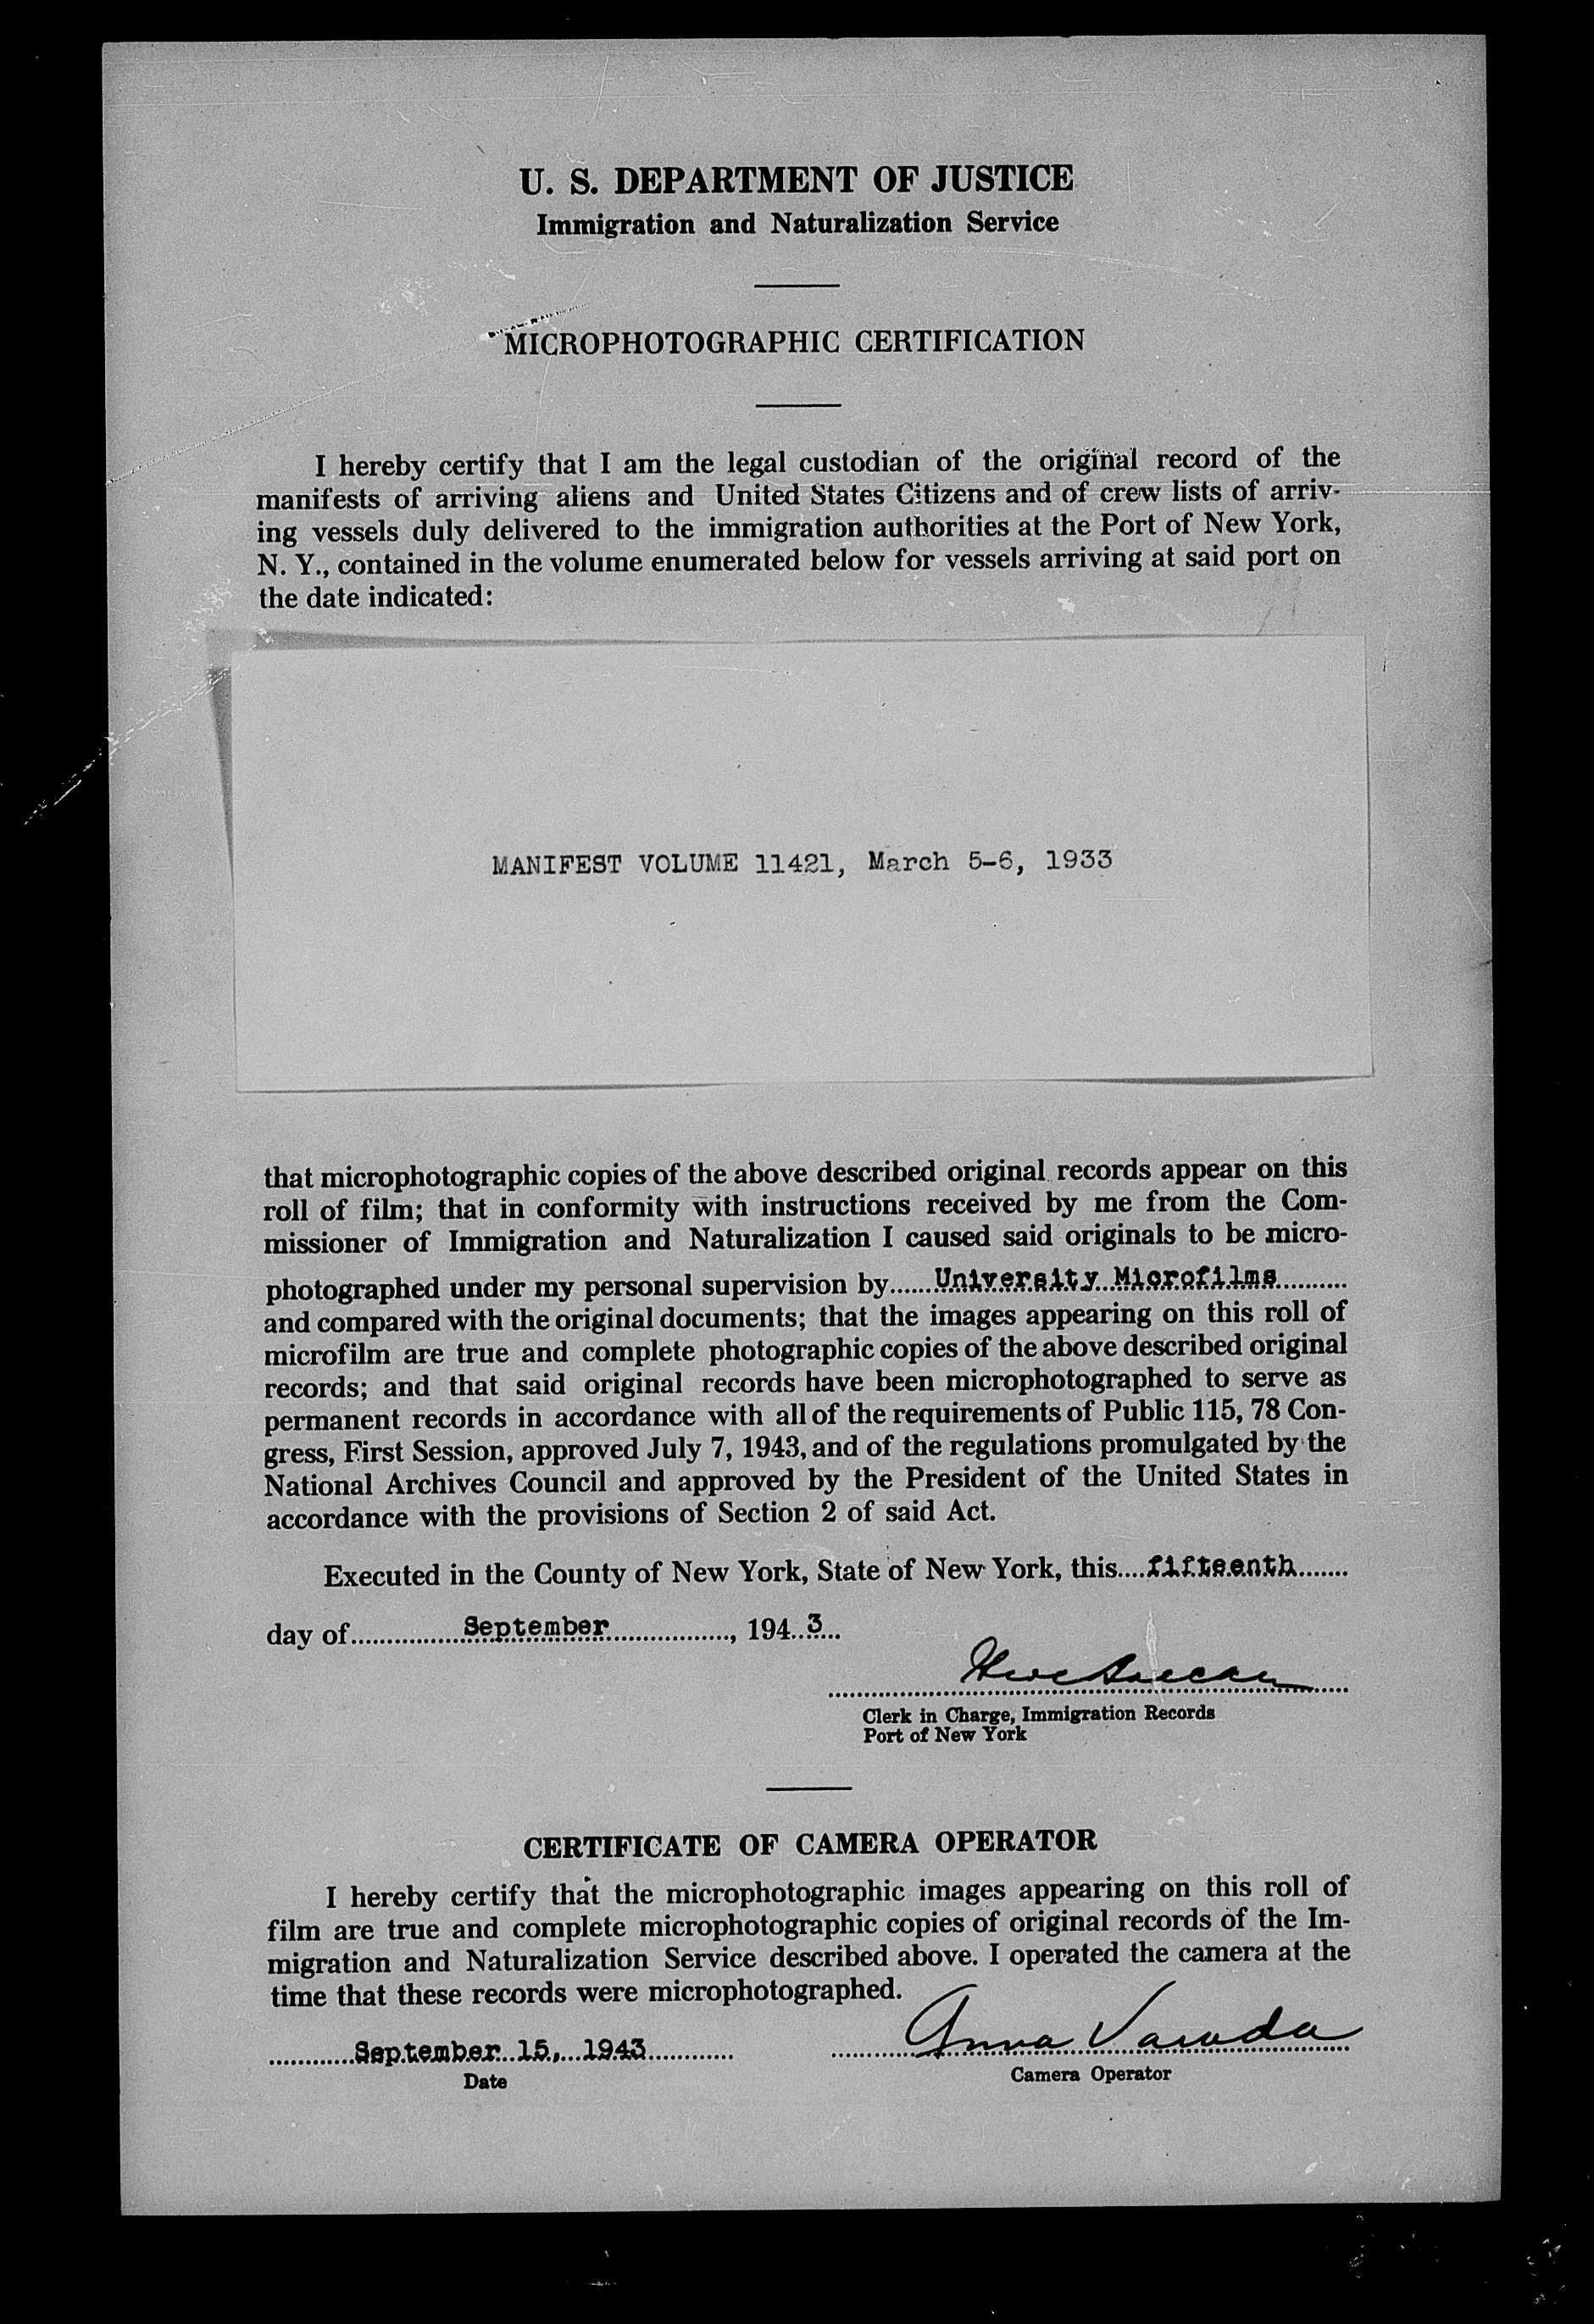 U. S. DEPARTMENT OF JUSTICE
Immigration and Naturalization Service
MICROPHOTOGRAPHIC CERTIFICATION
I hereby certify that I am the legal custodian of the original record of the
manifests of arriving aliens and United States Citizens and of crew lists of arriv-
ing vessels duly delivered to the immigration authorities at the Port of New York,
N. Y., contained in the volume enumerated below for vessels arriving at said port on
the date indicated:
MANIFEST VOLUME 11421, March 5-6, 1933
that microphotographic copies of the above described original records appear on this
roll of film; that in conformity with instructions received by me from the Com-
missioner of Immigration and Naturalization I caused said originals to be micro-
photographed under my personal supervision by......University Microfilms..........
and compared with the original documents; that the images appearing on this roll of
microfilm are true and complete photographic copies of the above described original
records; and that said original records have been microphotographed to serve as
permanent records in accordance with all of the requirements of Public 115, 78 Con-
gress, First Session, approved July 7, 1943, and of the regulations promulgated by the
National Archives Council and approved by the President of the United States in
accordance with the provisions of Section 2 of said Act.
Executed in the County of New York, State of New York, this....fifteenth.......
day of................September................., 194..3...
Clerk in Charge, Immigration Records
Port of New York
CERTIFICATE OF CAMERA OPERATOR
I hereby certify that the microphotographic images appearing on this roll of
film are true and complete microphotographic copies of original records of the Im-
migration and Naturalization Service described above. I operated the camera at the
time that these records were microphotographed.
............September 15, 1943............ Anna
Date Camera Operator